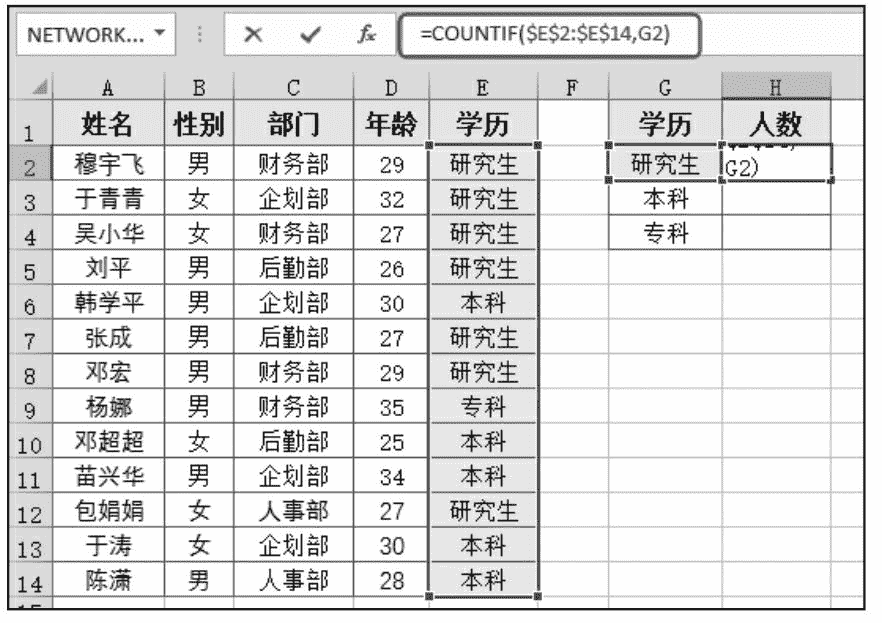 NETWORK... =COUNTIF($E$2:$E$14,G2)
A B C D E F G H
1 姓名 性别 部门 年龄 学历 学历 人数
2 穆宇飞 男 财务部 29 研究生 研究生 G2)
3 于青青 女 企划部 32 研究生 本科
4 吴小华 女 财务部 27 研究生 专科
5 刘平 男 后勤部 26 研究生
6 韩学平 男 企划部 30 本科
7 张成 男 后勤部 27 研究生
8 邓宏 男 财务部 29 研究生
9 杨娜 男 财务部 35 专科
10 邓超超 女 后勤部 25 本科
11 苗兴华 男 企划部 34 本科
12 包娟娟 女 人事部 27 研究生
13 于涛 女 企划部 30 本科
14 陈潇 男 人事部 28 本科